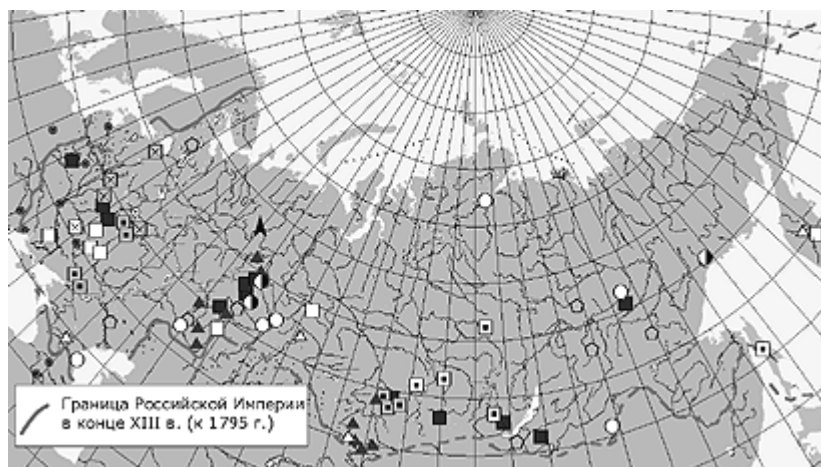 Граница Российской Империи
в конце XIII в. (к 1795 г.)